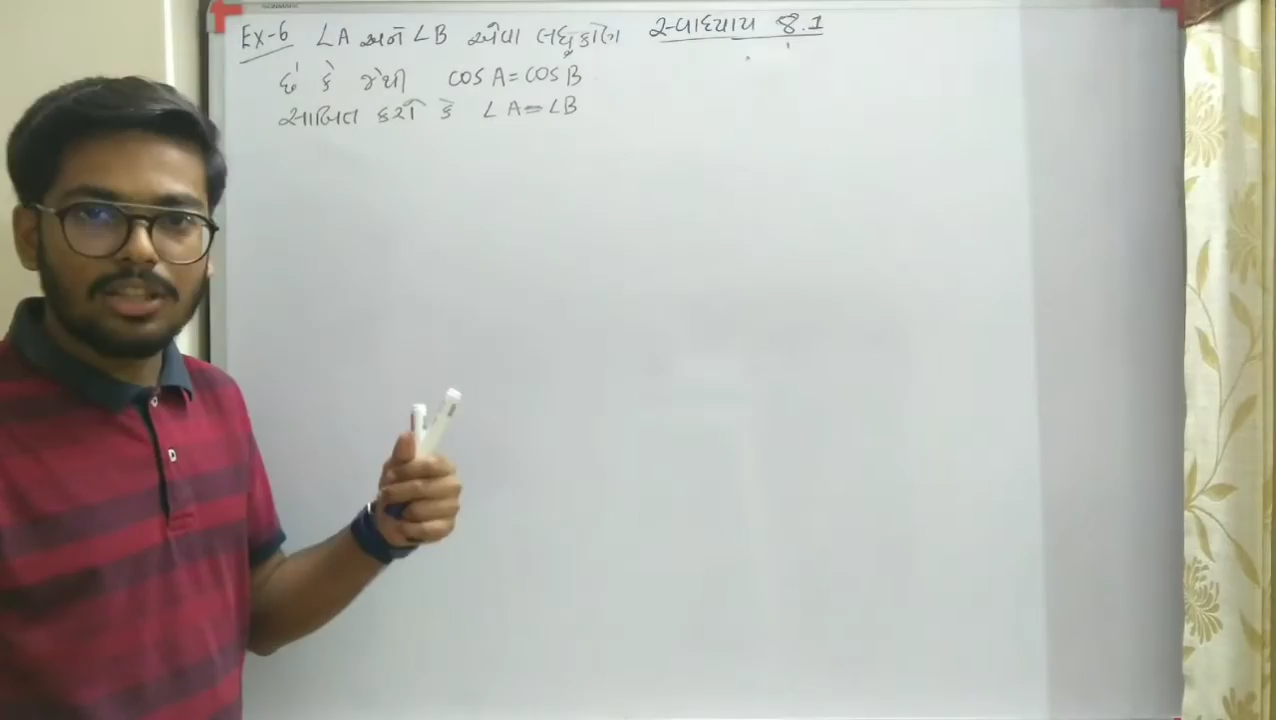 Ex-6 ∠A અને ∠B એવા લઘુકોણ સ્વાધ્યાય 8.1
છે કે જેથી cos A = cos B
સાબિત કરો કે ∠A = ∠B